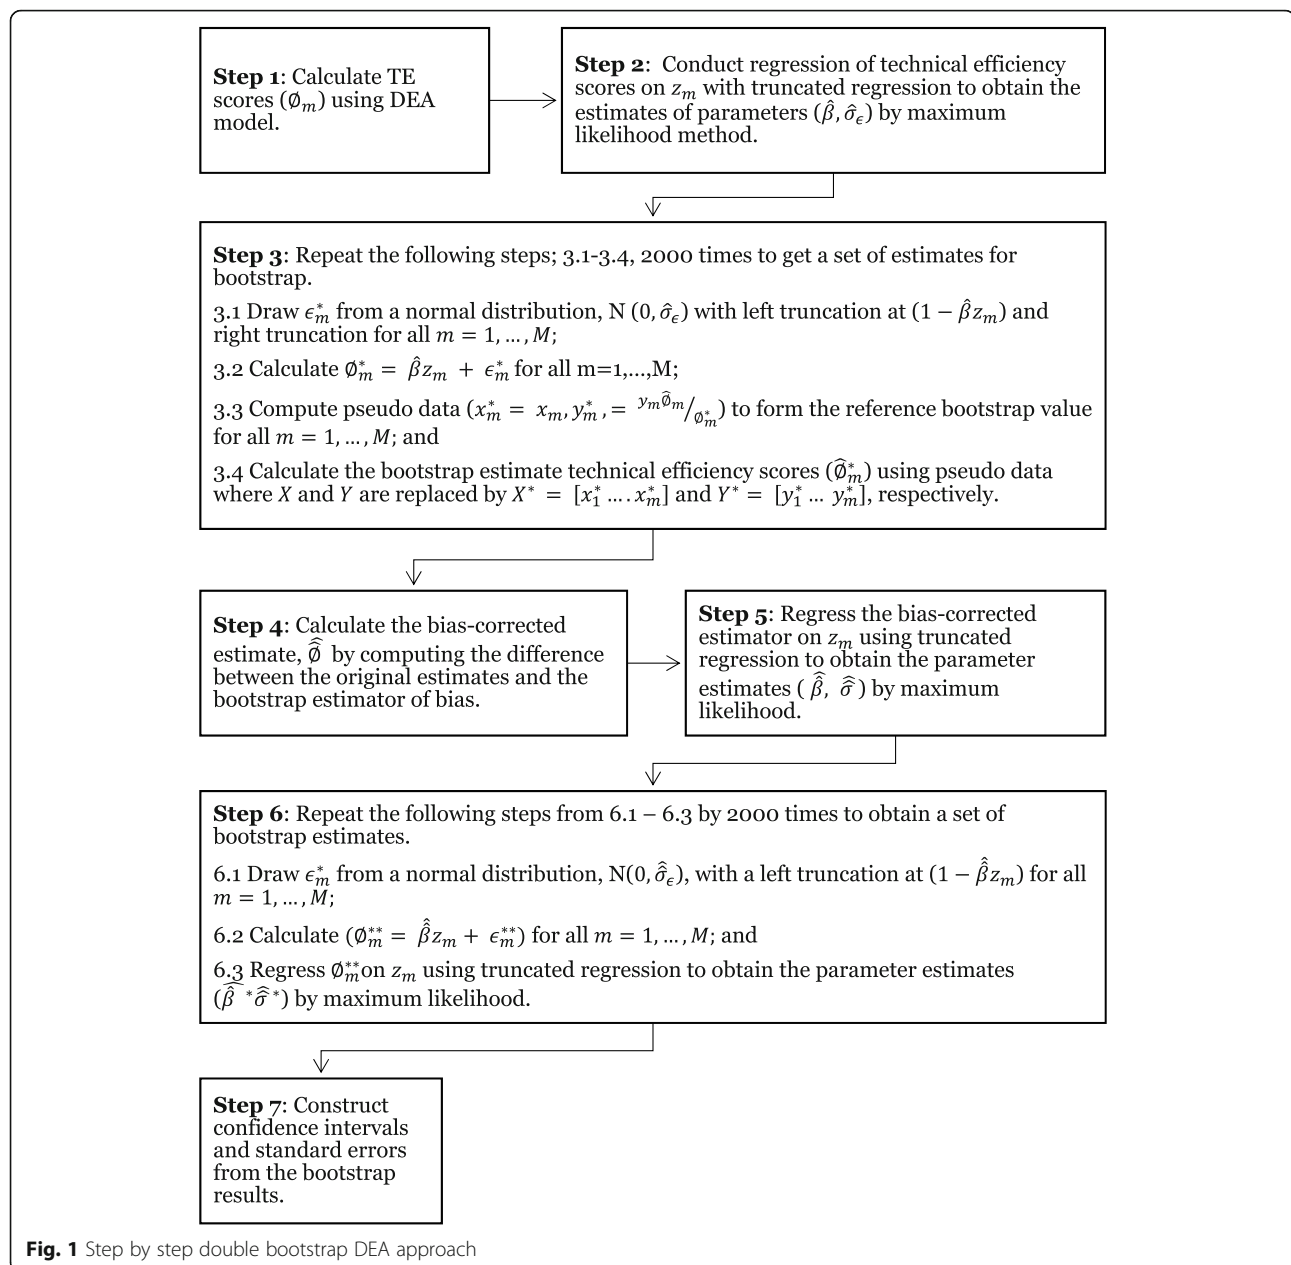 Step 1: Calculate TE
scores (∅ₘ) using DEA
model.
Step 2: Conduct regression of technical efficiency
scores on zₘ with truncated regression to obtain the
estimates of parameters (β̂, σ̂_ϵ) by maximum
likelihood method.
Step 3: Repeat the following steps; 3.1-3.4, 2000 times to get a set of estimates for
bootstrap.
3.1 Draw ϵ*ₘ from a normal distribution, N (0, σ̂_ϵ) with left truncation at (1 − β̂zₘ) and
right truncation for all m = 1, … , M;
3.2 Calculate ∅*ₘ = β̂zₘ + ϵ*ₘ for all m=1,…,M;
3.3 Compute pseudo data (x*ₘ = xₘ, y*ₘ ,= yₘ∅̂ₘ/∅*ₘ) to form the reference bootstrap value
for all m = 1, … , M; and
3.4 Calculate the bootstrap estimate technical efficiency scores (∅̂*ₘ) using pseudo data
where X and Y are replaced by X* = [x*₁ … . x*ₘ] and Y* = [y*₁ … y*ₘ], respectively.
Step 4: Calculate the bias-corrected
estimate, ∅̂̂ by computing the difference
between the original estimates and the
bootstrap estimator of bias.
Step 5: Regress the bias-corrected
estimator on zₘ using truncated
regression to obtain the parameter
estimates ( β̂̂, σ̂̂ ) by maximum
likelihood.
Step 6: Repeat the following steps from 6.1 – 6.3 by 2000 times to obtain a set of
bootstrap estimates.
6.1 Draw ϵ*ₘ from a normal distribution, N(0, σ̂̂_ϵ), with a left truncation at (1 − β̂̂zₘ) for all
m = 1, … , M;
6.2 Calculate (∅**ₘ = β̂̂zₘ + ϵ**ₘ) for all m = 1, … , M; and
6.3 Regress ∅**ₘ on zₘ using truncated regression to obtain the parameter estimates
(β̂̂ *σ̂̂ *) by maximum likelihood.
Step 7: Construct
confidence intervals
and standard errors
from the bootstrap
results.
Fig. 1 Step by step double bootstrap DEA approach